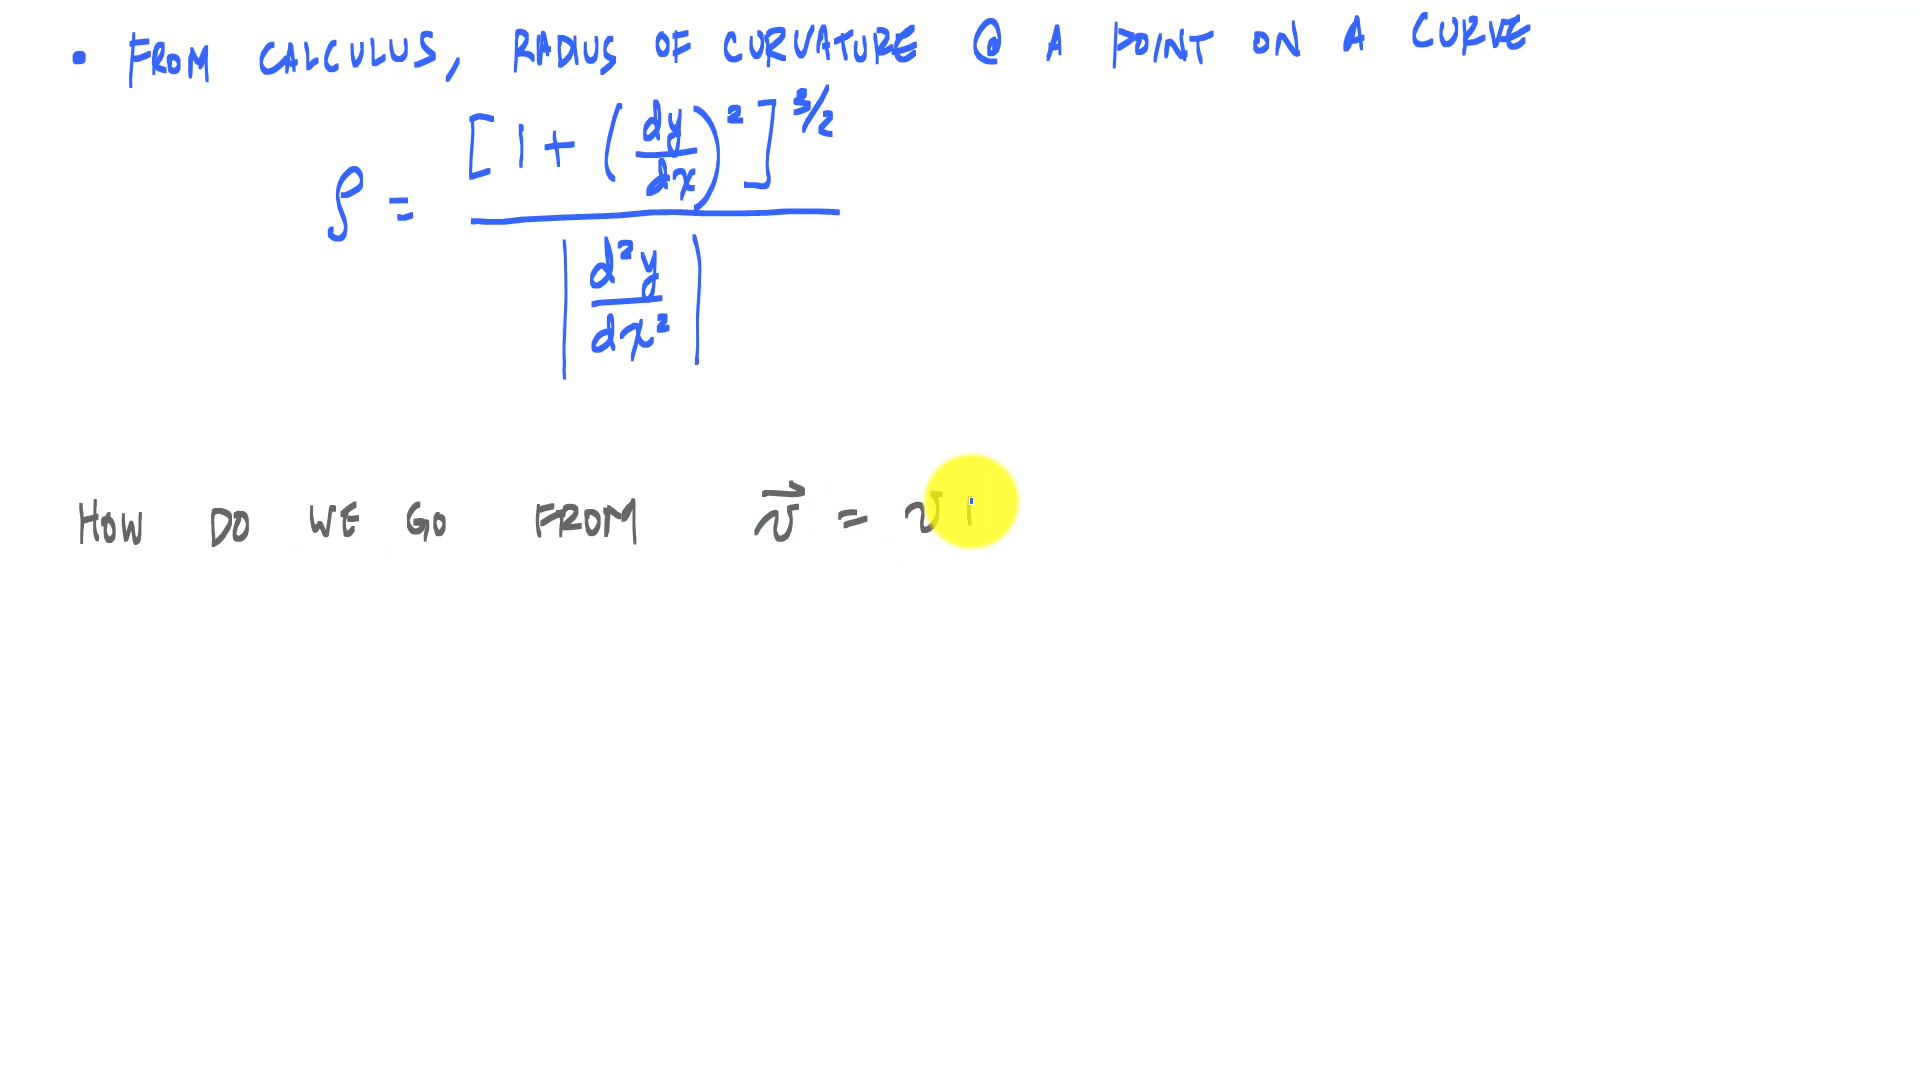 • FROM CALCULUS, RADIUS OF CURVATURE @ A POINT ON A CURVE
ρ = [1 + (dy/dx)²]^3/2 / |d²y/dx²|
HOW DO WE GO FROM v⃗ = v